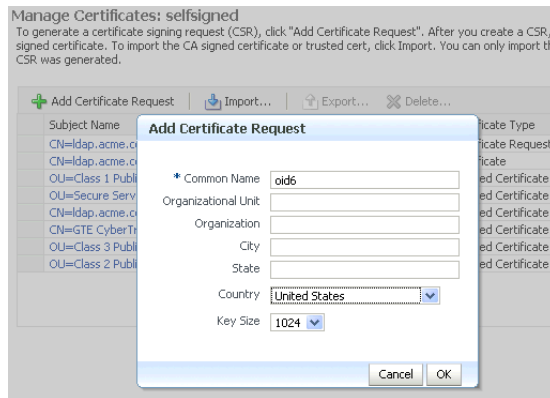 Manage Certificates: selfsigned
To generate a certificate signing request (CSR), click "Add Certificate Request". After you create a CSR,
signed certificate. To import the CA signed certificate or trusted cert, click Import. You can only import
CSR was generated.
Add Certificate Request Import... Export... Delete...
Subject Name
CN=ldap.acme.c
CN=ldap.acme.c
OU=Class 1 Publi
OU=Secure Serv
CN=ldap.acme.c
CN=GTE CyberTr
OU=Class 3 Publi
OU=Class 2 Publi
ficate Type
ficate Request
ficate
ed Certificate
ed Certificate
ed Certificate
ed Certificate
ed Certificate
ed Certificate
Add Certificate Request
* Common Name oid6
Organizational Unit
Organization
City
State
Country United States
Key Size 1024
Cancel OK